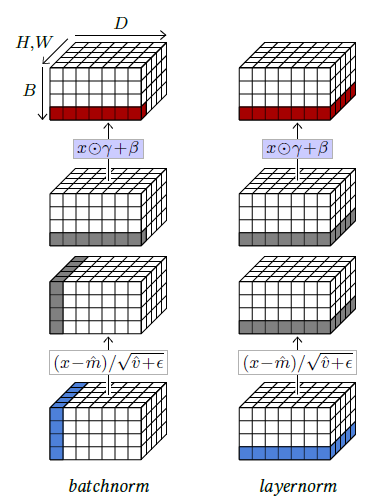 D
H,W
B
x⊙γ+β x⊙γ+β
(x−m̂)/√v̂+ϵ (x−m̂)/√v̂+ϵ
batchnorm layernorm